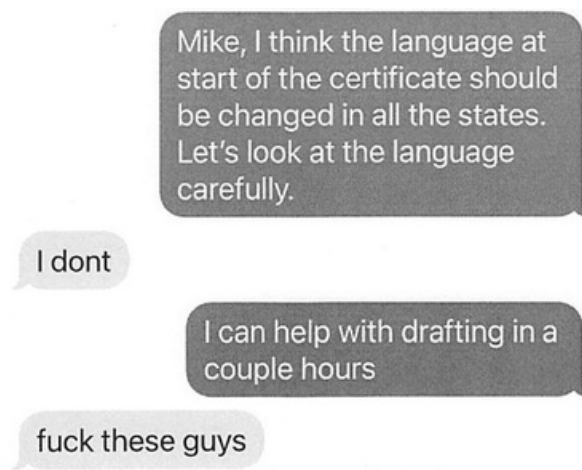 Mike, I think the language at
start of the certificate should
be changed in all the states.
Let's look at the language
carefully.
I dont
I can help with drafting in a
couple hours
fuck these guys